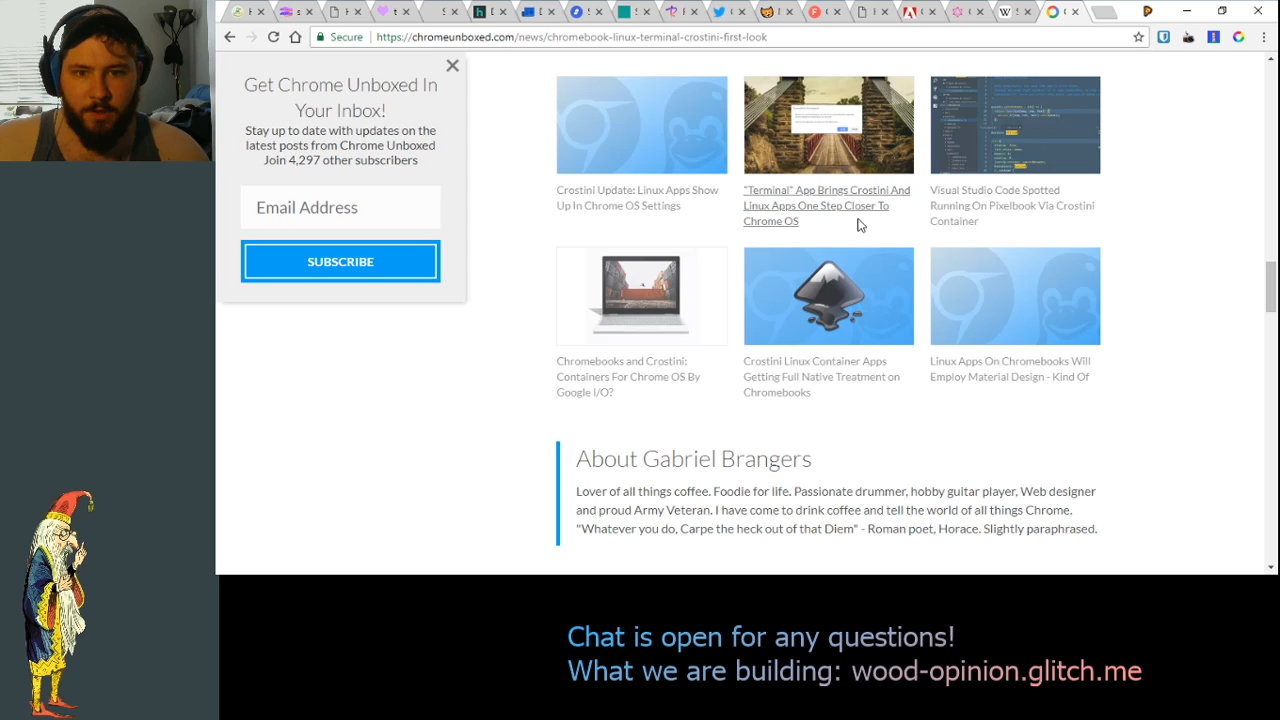 Secure
https://chromeunboxed.com/news/chromebook-linux-terminal-crostini-first-look
Get Chrome Unboxed In
box!
Stay up to date with updates on the
latest posts from Chrome Unboxed
other subscribers
Email Address
SUBSCRIBE
Crostini Update: Linux Apps Show
Up In Chrome OS Settings
"Terminal" App Brings Crostini And
Linux Apps One Step Closer To
Chrome OS
Visual Studio Code Spotted
Running On Pixelbook Via Crostini
Container
Chromebooks and Crostini:
Containers For Chrome OS By
Google I/O?
Crostini Linux Container Apps
Getting Full Native Treatment on
Chromebooks
Linux Apps On Chromebooks Will
Employ Material Design - Kind Of
About Gabriel Brangers
Lover of all things coffee. Foodie for life. Passionate drummer, hobby guitar player, Web designer
and proud Army Veteran. I have come to drink coffee and tell the world of all things Chrome.
"Whatever you do, Carpe the heck out of that Diem" - Roman poet, Horace. Slightly paraphrased.
Chat is open for any questions!
What we are building: wood-opinion.glitch.me